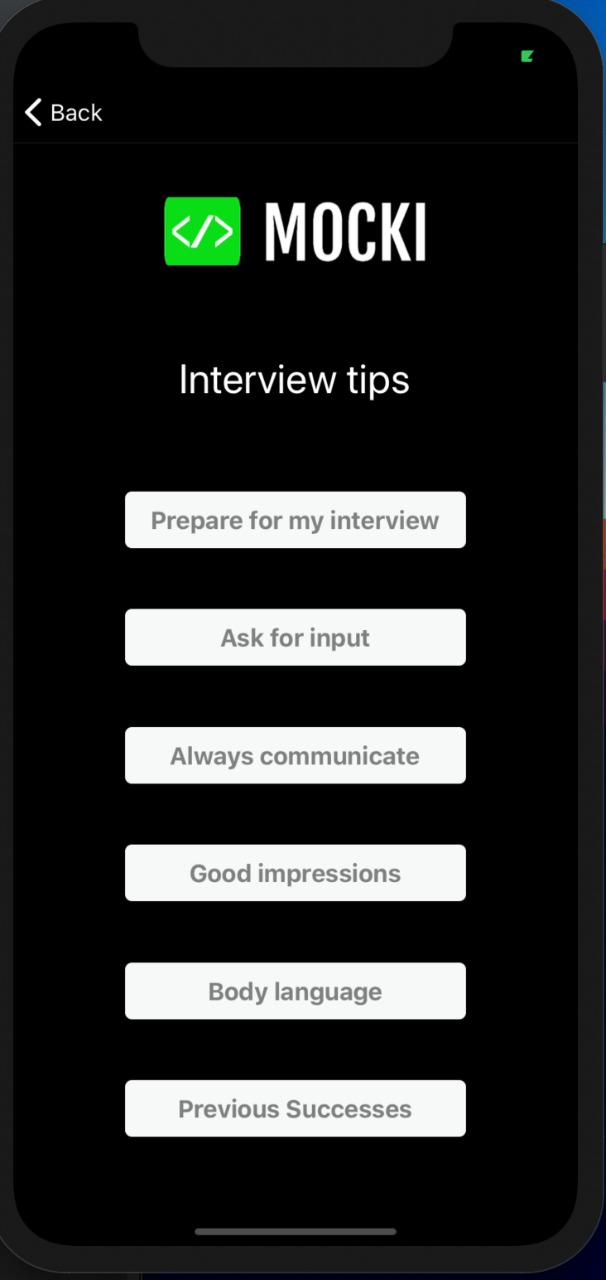 Back
</> MOCKI
Interview tips
Prepare for my interview
Ask for input
Always communicate
Good impressions
Body language
Previous Successes